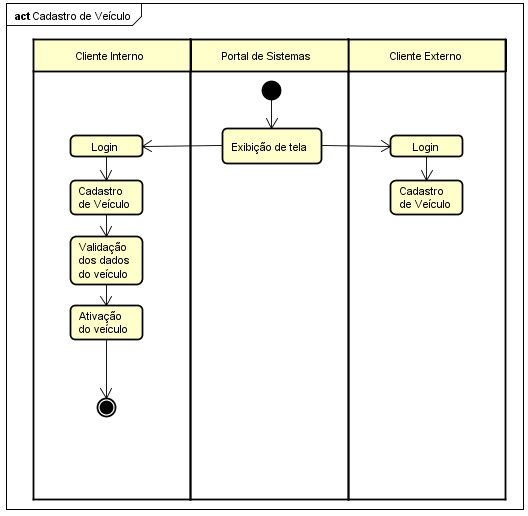 act Cadastro de Veículo
Cliente Interno
Portal de Sistemas
Cliente Externo
Login
Exibição de tela
Login
Cadastro
de Veículo
Cadastro
de Veículo
Validação
dos dados
do veículo
Ativação
do veículo